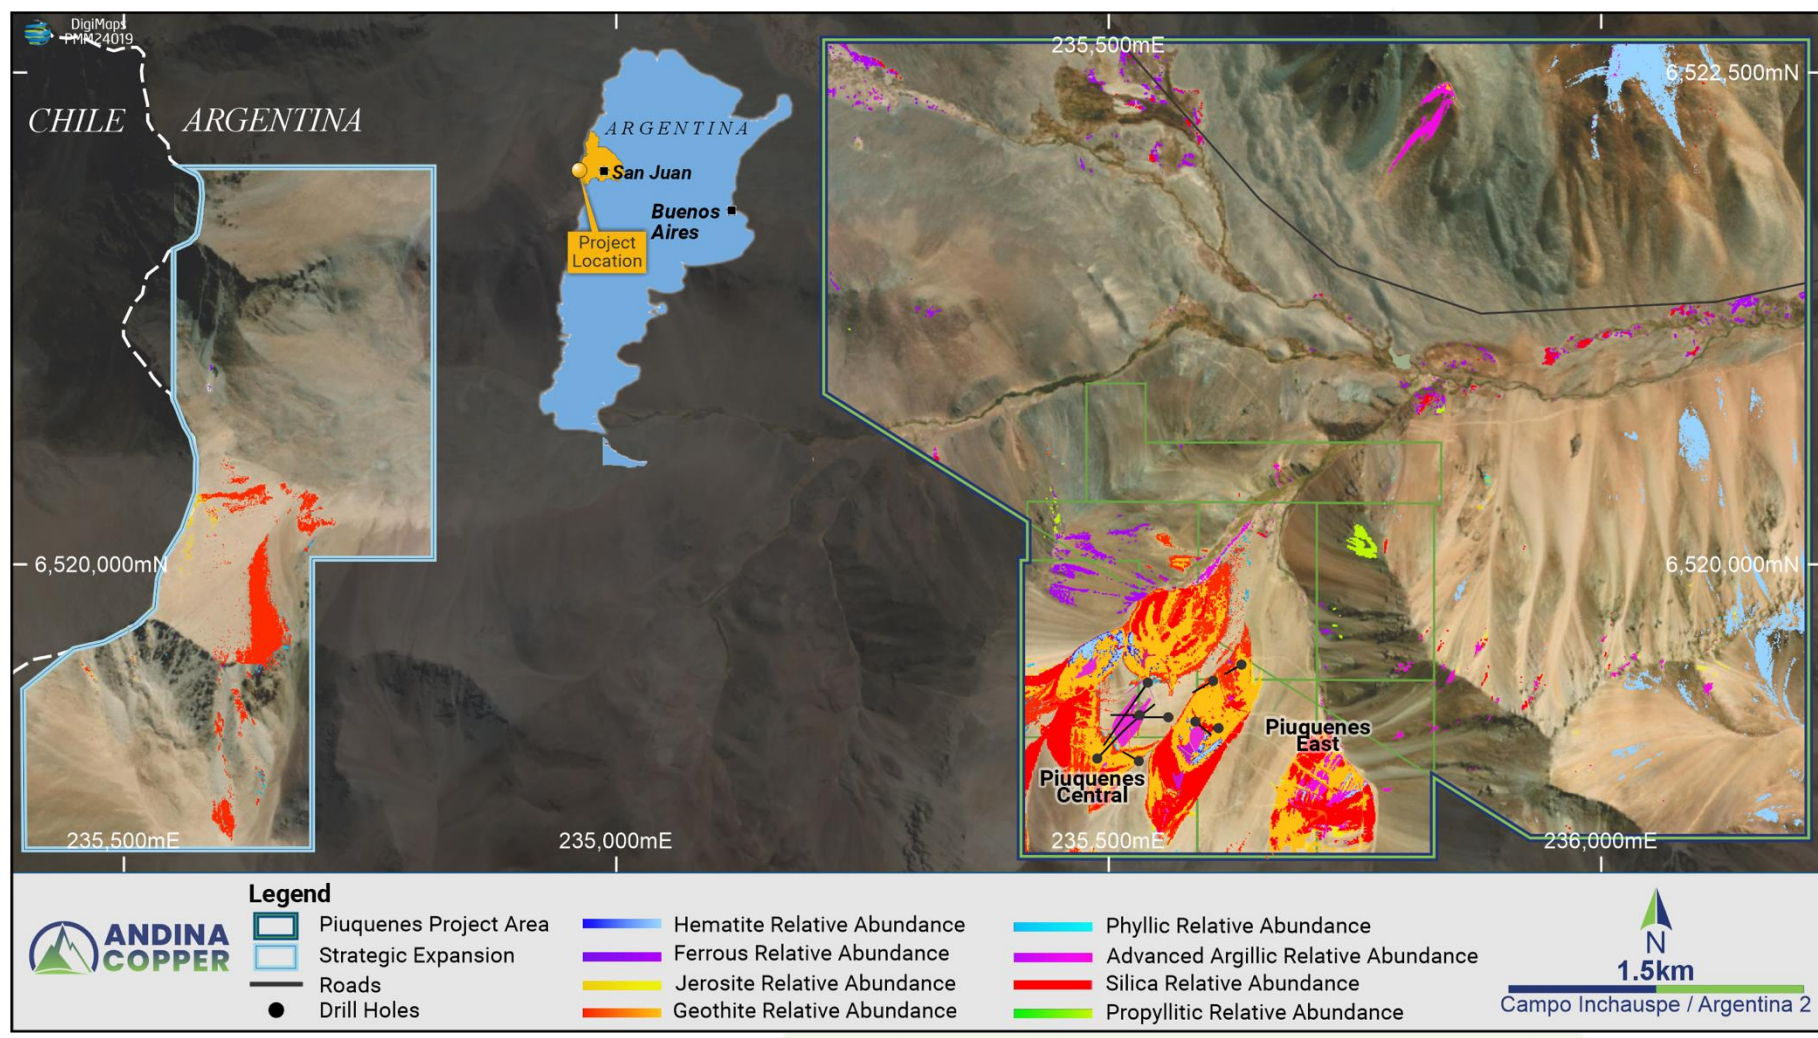 DigiMaps
PMM24019
CHILE
ARGENTINA
ARGENTINA
San Juan
Buenos
Aires
Project
Location
235,500mE
6,522,500mN
6,520,000mN
6,520,000mN
Piuquenes
East
Piuquenes
Central
235,500mE
235,000mE
235,500mE
236,000mE
Legend
Piuquenes Project Area
Strategic Expansion
Roads
Drill Holes
Hematite Relative Abundance
Ferrous Relative Abundance
Jerosite Relative Abundance
Geothite Relative Abundance
Phyllic Relative Abundance
Advanced Argillic Relative Abundance
Silica Relative Abundance
Propyllitic Relative Abundance
ANDINA
COPPER
N
1.5km
Campo Inchauspe / Argentina 2